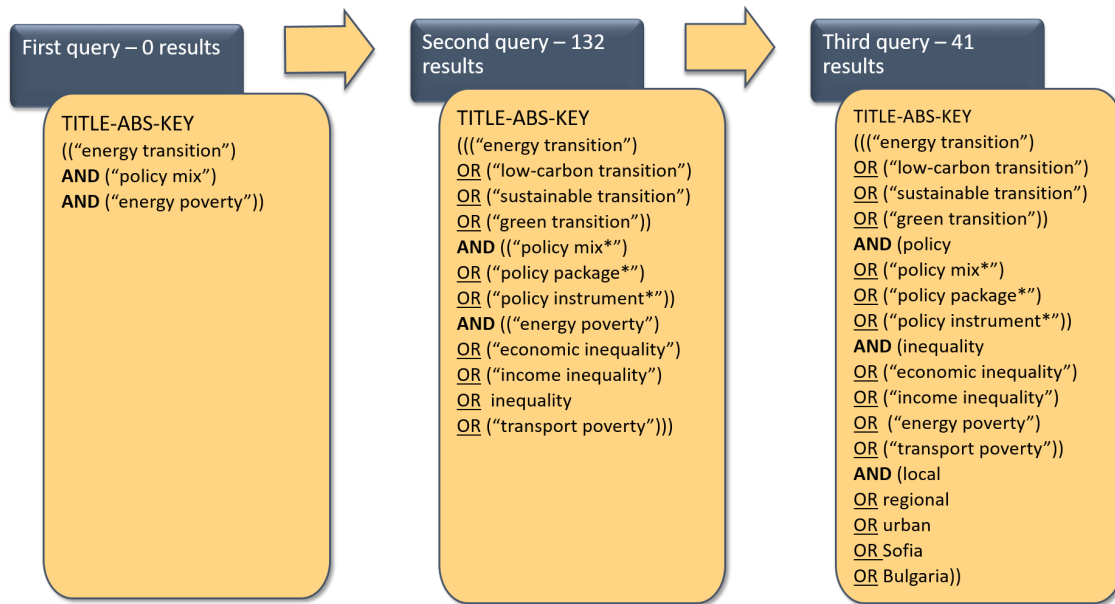 First query – 0 results
TITLE-ABS-KEY
((“energy transition”)
AND (“policy mix”)
AND (“energy poverty”))
Second query – 132
results
TITLE-ABS-KEY
(((“energy transition”)
OR (“low-carbon transition”)
OR (“sustainable transition”)
OR (“green transition”))
AND ((“policy mix*”)
OR (“policy package*”)
OR (“policy instrument*”))
AND ((“energy poverty”)
OR (“economic inequality”)
OR (“income inequality”)
OR inequality
OR (“transport poverty”)))
Third query – 41
results
TITLE-ABS-KEY
(((“energy transition”)
OR (“low-carbon transition”)
OR (“sustainable transition”)
OR (“green transition”))
AND (policy
OR (“policy mix*”)
OR (“policy package*”)
OR (“policy instrument*”))
AND (inequality
OR (“economic inequality”)
OR (“income inequality”)
OR (“energy poverty”)
OR (“transport poverty”))
AND (local
OR regional
OR urban
OR Sofia
OR Bulgaria))